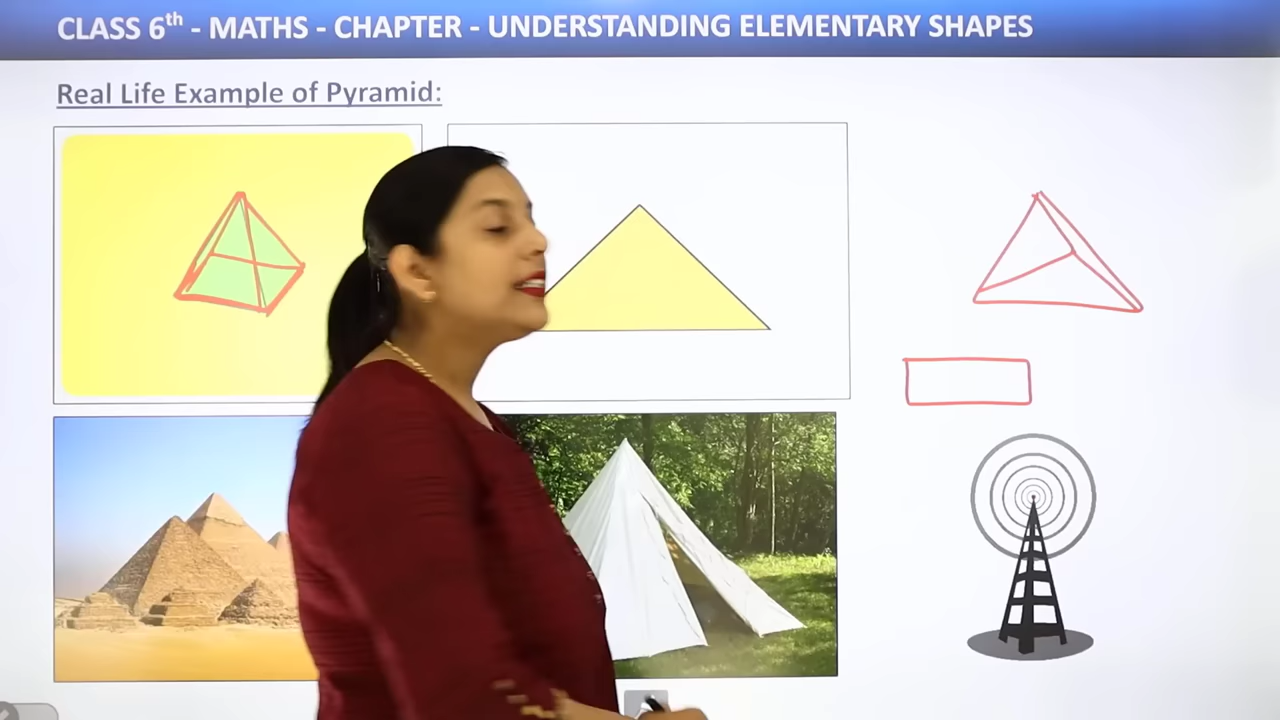 CLASS 6th - MATHS - CHAPTER - UNDERSTANDING ELEMENTARY SHAPES
Real Life Example of Pyramid: